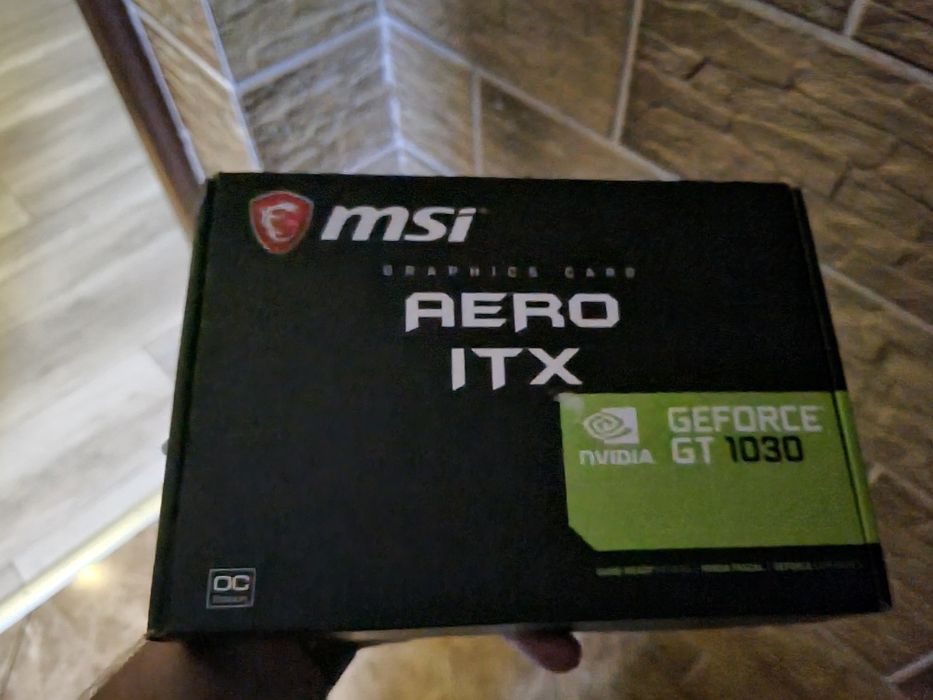 msi
GRAPHICS CARD
AERO
ITX
NVIDIA
GEFORCE
GT 1030
OC